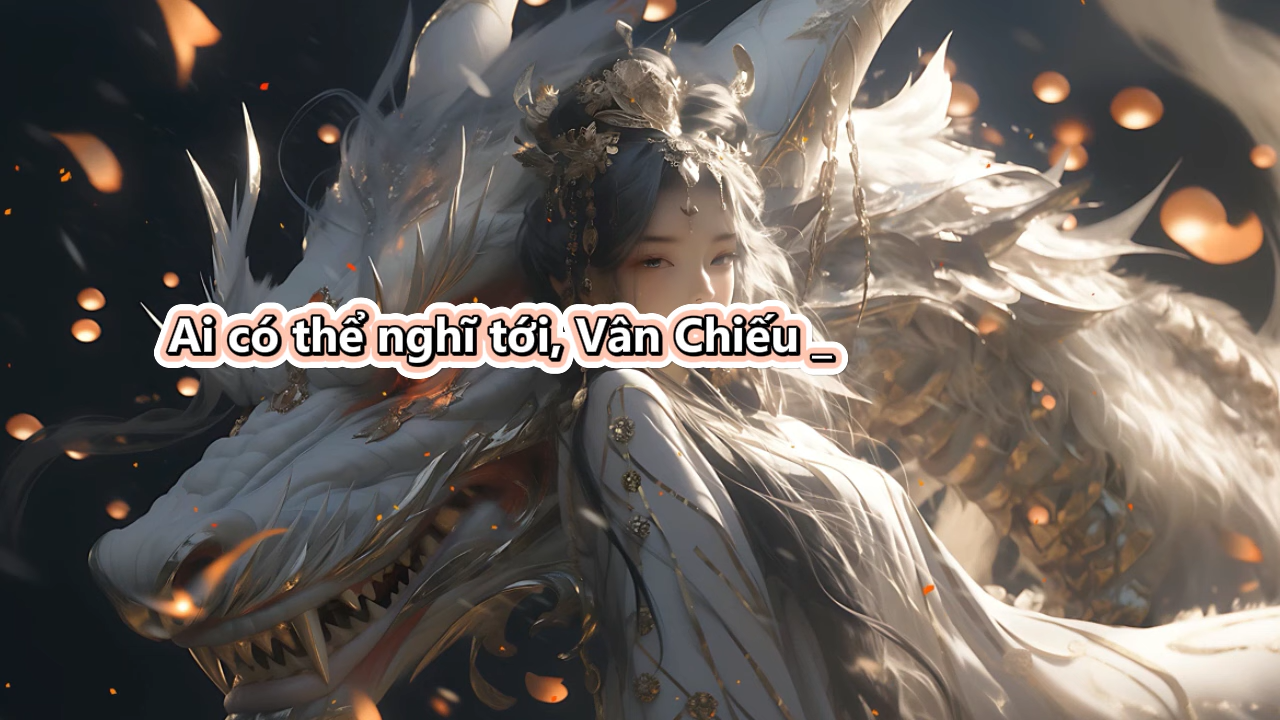 Ai có thể nghĩ tới, Vân Chiếu _